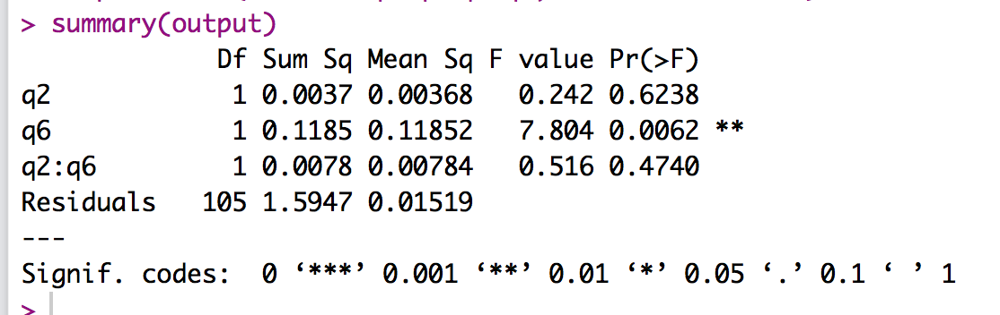 > summary(output)
Df Sum Sq Mean Sq F value Pr(>F)
q2 1 0.0037 0.00368 0.242 0.6238
q6 1 0.1185 0.11852 7.804 0.0062 **
q2:q6 1 0.0078 0.00784 0.516 0.4740
Residuals 105 1.5947 0.01519
---
Signif. codes: 0 ‘***’ 0.001 ‘**’ 0.01 ‘*’ 0.05 ‘.’ 0.1 ‘ ’ 1
>